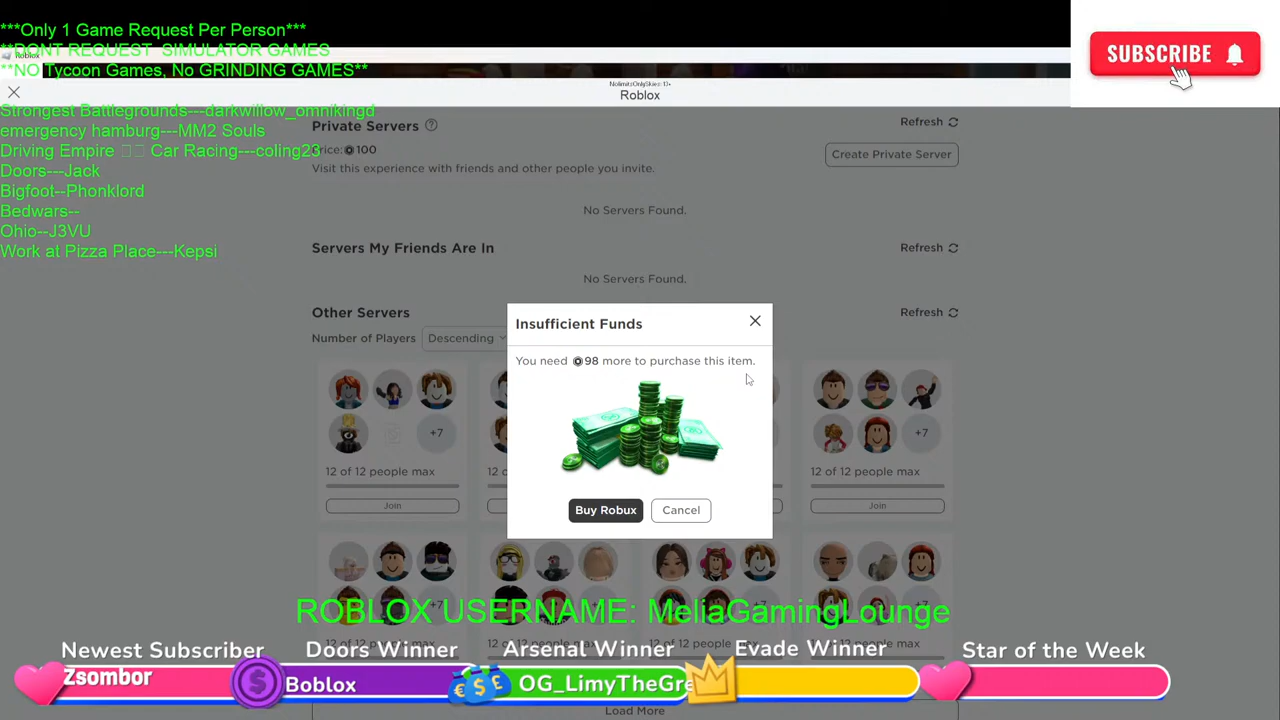 ***Only 1 Game Request Per Person***
**DONT REQUEST SIMULATOR GAMES
Roblox
**NO Tycoon Games, No GRINDING GAMES**
SUBSCRIBE
Roblox
Strongest Battlegrounds---darkwillow_omnikingd
emergency hamburg---MM2 Souls
Driving Empire Car Racing---coling23
Doors---Jack
Bigfoot--Phonklord
Bedwars--
Ohio--J3VU
Work at Pizza Place---Kepsi
Private Servers
Refresh
Price: 100
Create Private Server
Visit this experience with friends and other people you invite.
No Servers Found.
Servers My Friends Are In
Refresh
No Servers Found.
Other Servers
Refresh
Number of Players
Descending
Insufficient Funds
You need 98 more to purchase this item.
Buy Robux
Cancel
+7
+7
12 of 12 people max
12 of 12 people max
Join
Join
ROBLOX USERNAME: MeliaGamingLounge
Newest Subscriber
Zsombor
Doors Winner
Boblox
Arsenal Winner
OG_LimyTheGre
Evade Winner
Star of the Week
Load More